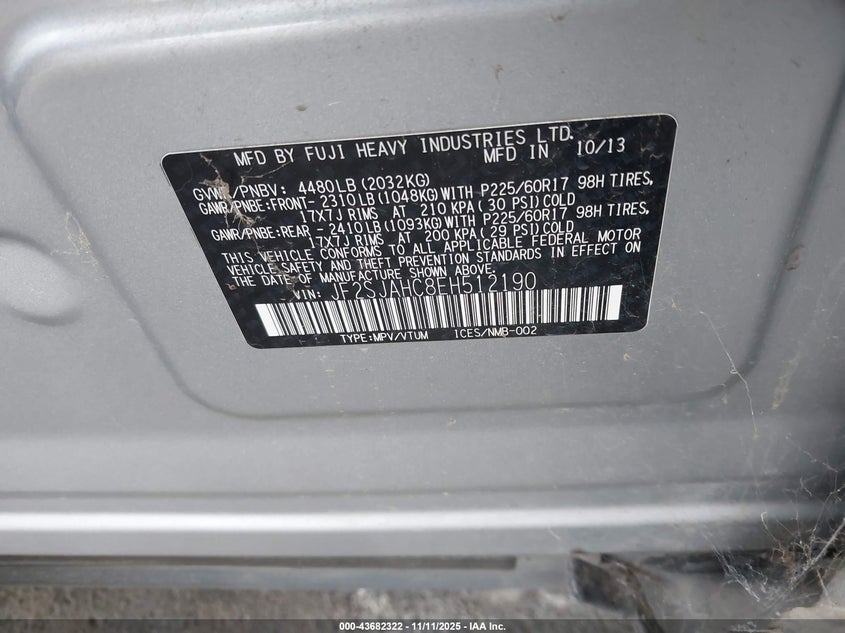 MFD BY FUJI HEAVY INDUSTRIES LTD.
MFD IN 10/13
GVWR/PNBV: 4480LB(2032KG)
GAWR/PNBE:FRONT-2310LB(1048KG)WITH P225/60R17 98H TIRES,
17X7J RIMS AT 210 KPA(30 PSI)COLD
GAWR/PNBE:REAR -2410LB(1093KG)WITH P225/60R17 98H TIRES,
17X7J RIMS AT 200 KPA(29 PSI)COLD
THIS VEHICLE CONFORMS TO ALL APPLICABLE FEDERAL MOTOR
VEHICLE SAFETY AND THEFT PREVENTION STANDARDS IN EFFECT ON
THE DATE OF MANUFACTURE SHOWN ABOVE.
VIN: JF2SJAHC8EH512190
TYPE:MPV/VTUM ICES/NMB-002
000-43682322 - 11/11/2025 - IAA Inc.